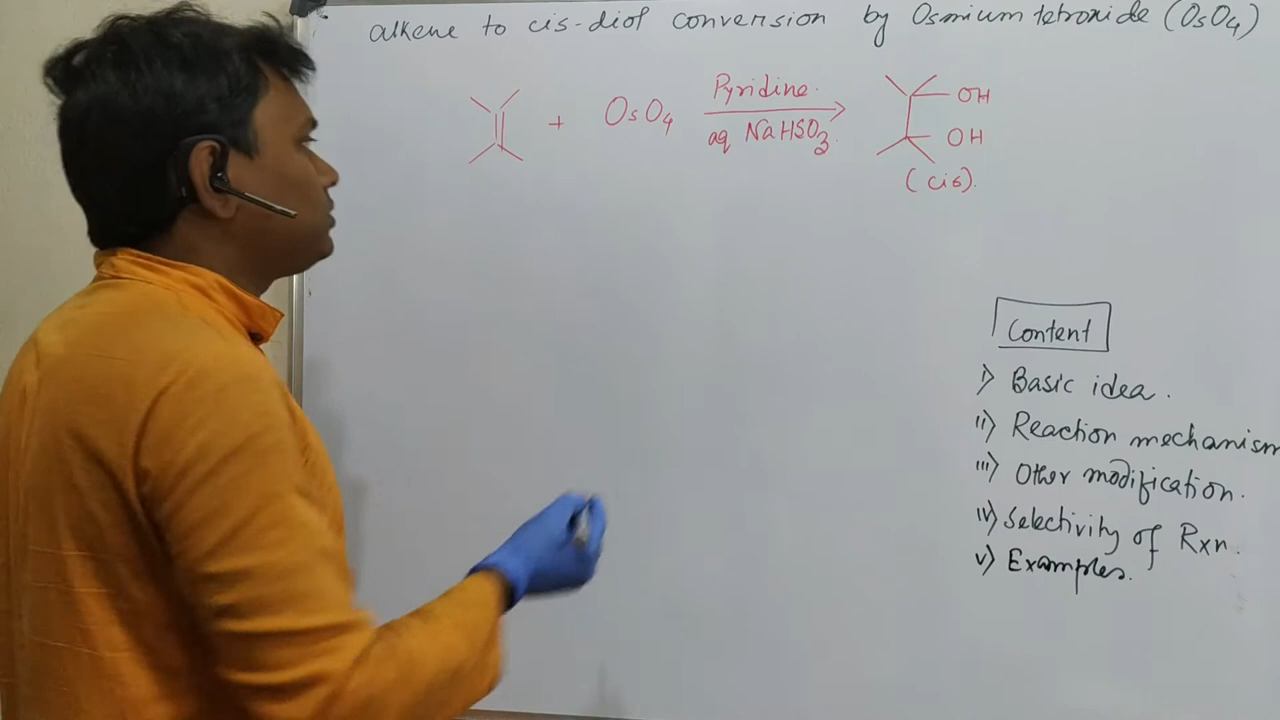 alkene to cis-diol conversion by Osmium tetroxide (OsO4)
+ OsO4 Pyridine. aq NaHSO3. OH
OH
(cis).
Content
i) Basic idea.
ii) Reaction mechanism
iii) Other modification.
iv) Selectivity of Rxn.
v) Examples.